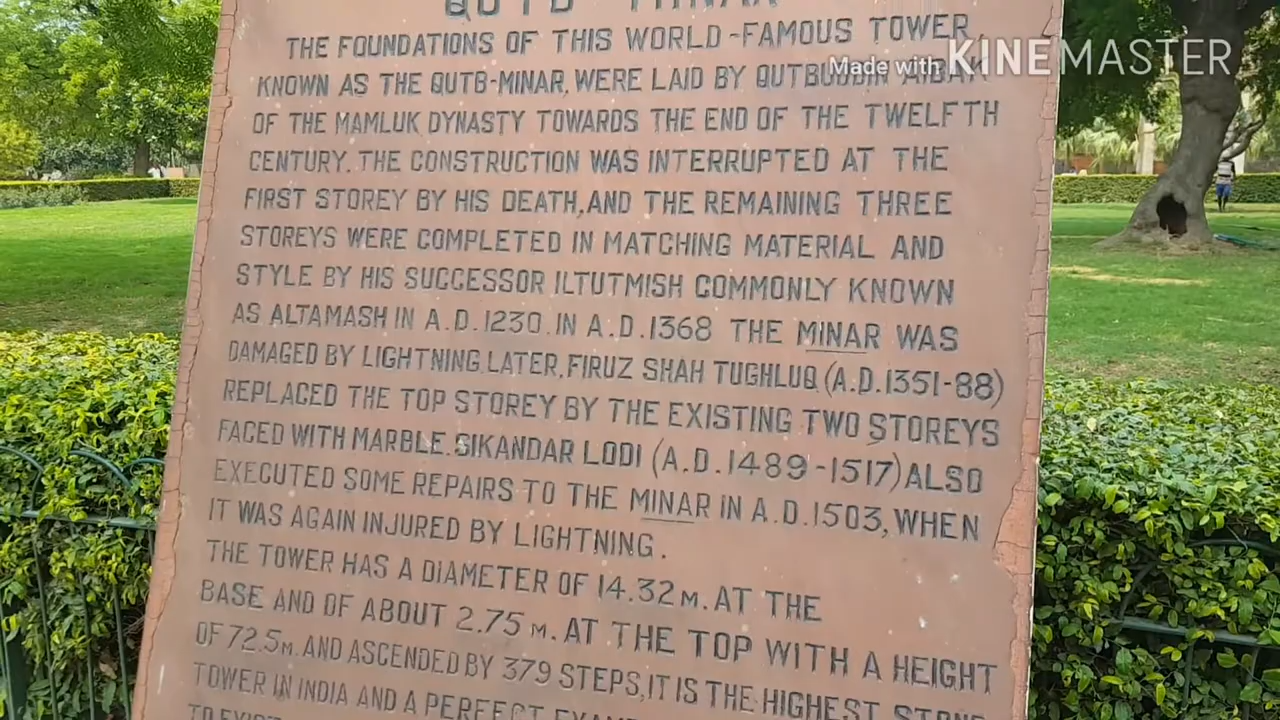 QUTB MINAR
THE FOUNDATIONS OF THIS WORLD-FAMOUS TOWER,
Made with KINEMASTER
KNOWN AS THE QUTB-MINAR, WERE LAID BY QUTBUDDIN AIBAK
OF THE MAMLUK DYNASTY TOWARDS THE END OF THE TWELFTH
CENTURY. THE CONSTRUCTION WAS INTERRUPTED AT THE
FIRST STOREY BY HIS DEATH, AND THE REMAINING THREE
STOREYS WERE COMPLETED IN MATCHING MATERIAL AND
STYLE BY HIS SUCCESSOR ILTUTMISH COMMONLY KNOWN
AS ALTAMASH IN A.D. 1230. IN A.D. 1368 THE MINAR WAS
DAMAGED BY LIGHTNING. LATER, FIRUZ SHAH TUGHLUQ (A.D. 1351-88)
REPLACED THE TOP STOREY BY THE EXISTING TWO STOREYS
FACED WITH MARBLE. SIKANDAR LODI (A.D. 1489-1517) ALSO
EXECUTED SOME REPAIRS TO THE MINAR IN A.D. 1503, WHEN
IT WAS AGAIN INJURED BY LIGHTNING.
THE TOWER HAS A DIAMETER OF 14.32 M. AT THE
BASE AND OF ABOUT 2.75 M. AT THE TOP WITH A HEIGHT
OF 72.5 M. AND ASCENDED BY 379 STEPS, IT IS THE HIGHEST STONE
TOWER IN INDIA AND A PERFECT